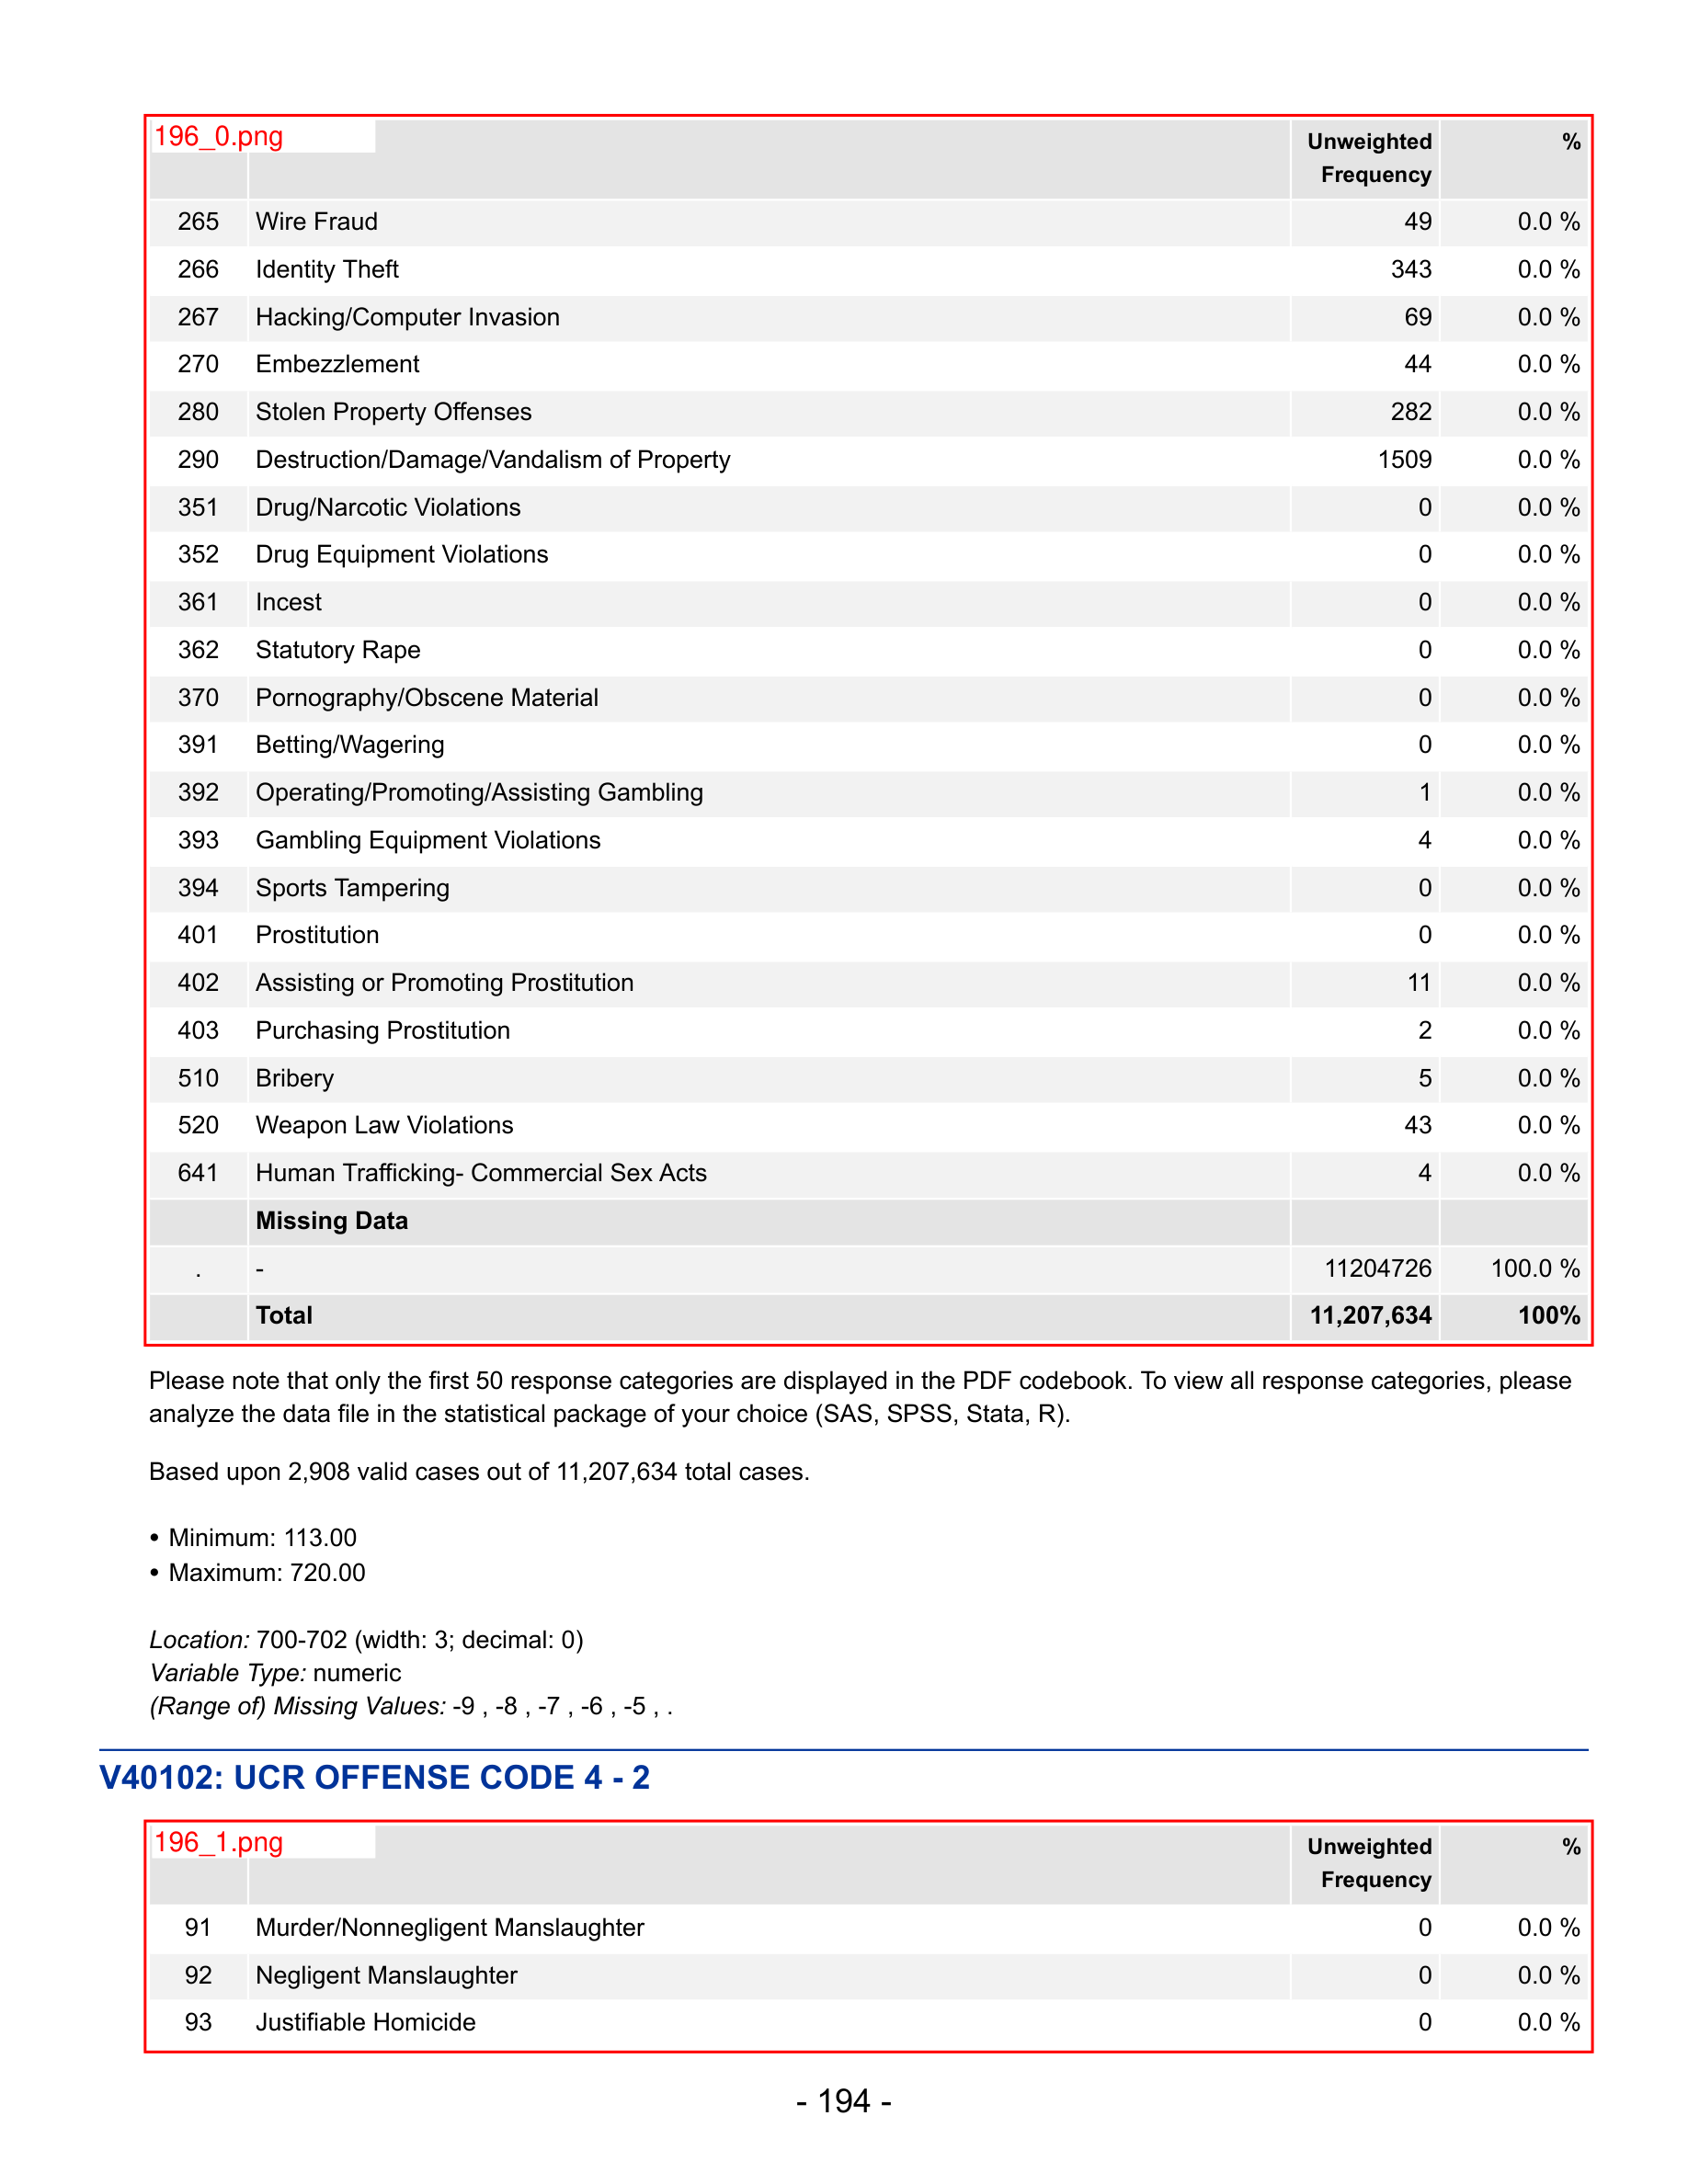 196_0.png
Unweighted Frequency %
265 Wire Fraud 49 0.0 %
266 Identity Theft 343 0.0 %
267 Hacking/Computer Invasion 69 0.0 %
270 Embezzlement 44 0.0 %
280 Stolen Property Offenses 282 0.0 %
290 Destruction/Damage/Vandalism of Property 1509 0.0 %
351 Drug/Narcotic Violations 0 0.0 %
352 Drug Equipment Violations 0 0.0 %
361 Incest 0 0.0 %
362 Statutory Rape 0 0.0 %
370 Pornography/Obscene Material 0 0.0 %
391 Betting/Wagering 0 0.0 %
392 Operating/Promoting/Assisting Gambling 1 0.0 %
393 Gambling Equipment Violations 4 0.0 %
394 Sports Tampering 0 0.0 %
401 Prostitution 0 0.0 %
402 Assisting or Promoting Prostitution 11 0.0 %
403 Purchasing Prostitution 2 0.0 %
510 Bribery 5 0.0 %
520 Weapon Law Violations 43 0.0 %
641 Human Trafficking- Commercial Sex Acts 4 0.0 %
Missing Data
. - 11204726 100.0 %
Total 11,207,634 100%
Please note that only the first 50 response categories are displayed in the PDF codebook. To view all response categories, please
analyze the data file in the statistical package of your choice (SAS, SPSS, Stata, R).
Based upon 2,908 valid cases out of 11,207,634 total cases.
• Minimum: 113.00
• Maximum: 720.00
Location: 700-702 (width: 3; decimal: 0)
Variable Type: numeric
(Range of) Missing Values: -9 , -8 , -7 , -6 , -5 , .
V40102: UCR OFFENSE CODE 4 - 2
196_1.png
Unweighted Frequency %
91 Murder/Nonnegligent Manslaughter 0 0.0 %
92 Negligent Manslaughter 0 0.0 %
93 Justifiable Homicide 0 0.0 %
- 194 -